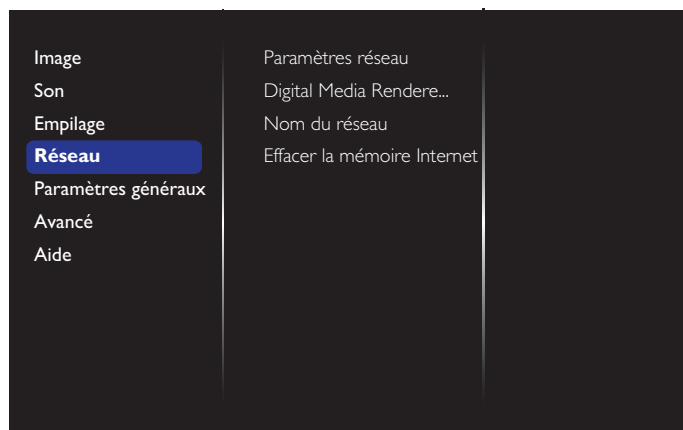 Image
Son
Empilage
Réseau
Paramètres généraux
Avancé
Aide
Paramètres réseau
Digital Media Rendere...
Nom du réseau
Effacer la mémoire Internet